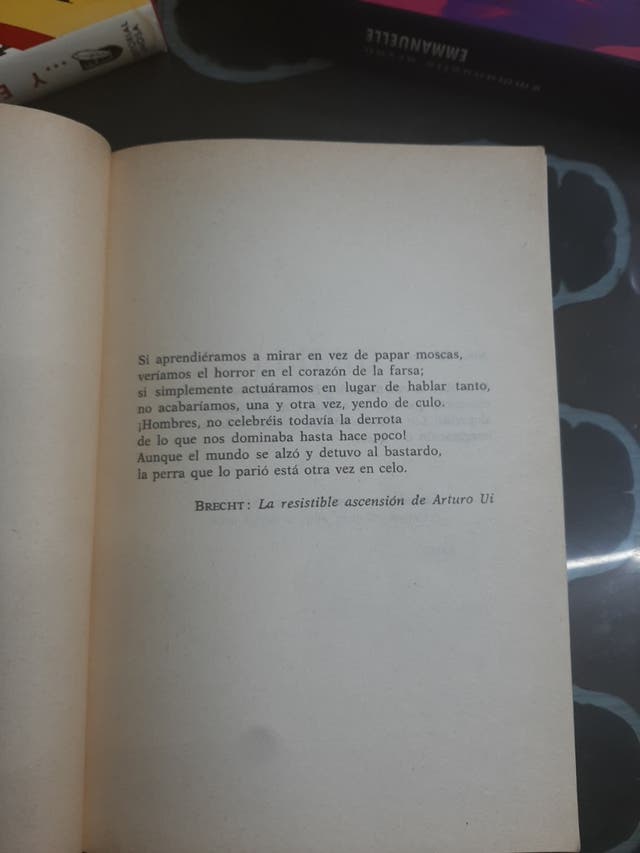 EMMANUELLE
Si aprendiéramos a mirar en vez de papar moscas,
veríamos el horror en el corazón de la farsa;
si simplemente actuáramos en lugar de hablar tanto,
no acabaríamos, una y otra vez, yendo de culo.
¡Hombres, no celebréis todavía la derrota
de lo que nos dominaba hasta hace poco!
Aunque el mundo se alzó y detuvo al bastardo,
la perra que lo parió está otra vez en celo.
BRECHT: La resistible ascensión de Arturo Ui